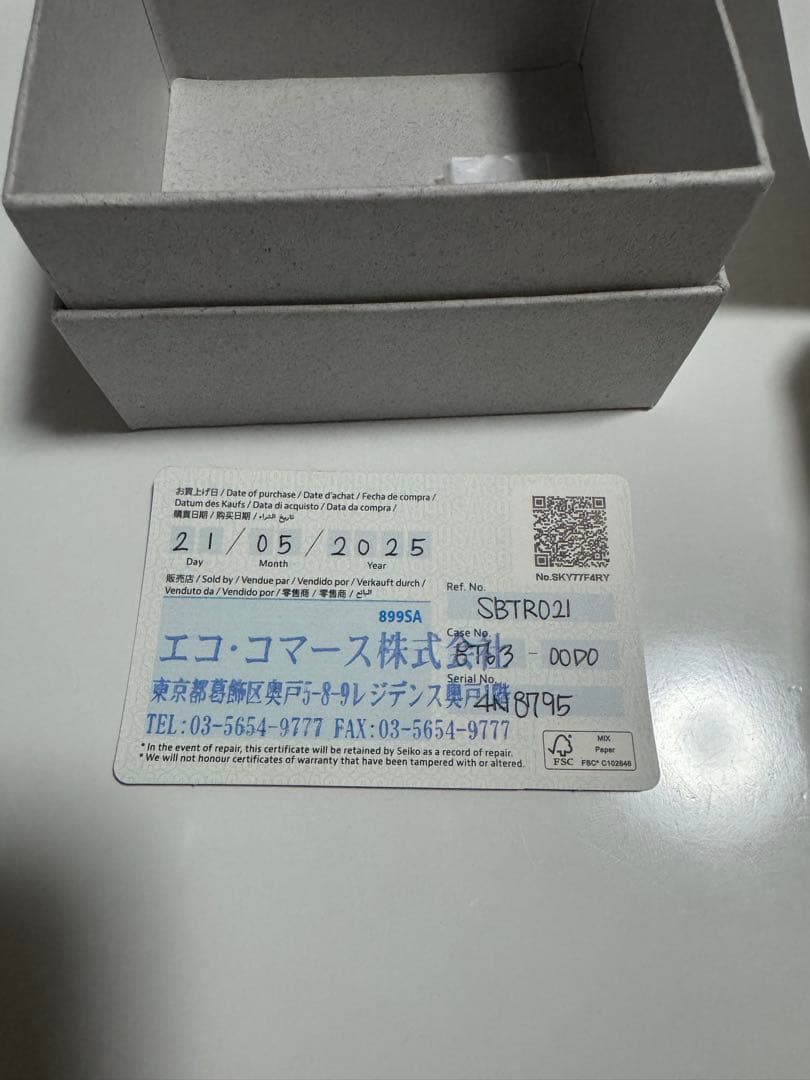 お買上げ日 / Date of purchase / Date d'achat / Fecha de compra /
Datum des Kaufs / Data di acquisto / Data da compra /
購買日期 / 购买日期 / تاريخ الشراء
21 / 05 / 2025
Day Month Year
販売店 / Sold by / Vendue par / Vendido por / Verkauft durch /
Venduto da / Vendido por / 零售商 / 零售商 / البائع
899SA
エコ・コマース株式会社
東京都葛飾区奥戸5-8-9レジデンス奥戸1階
TEL:03-5654-9777 FAX:03-5654-9777
* In the event of repair, this certificate will be retained by Seiko as a record of repair.
* We will not honour certificates of warranty that have been tampered with or altered.
No.SKY77F4RY
Ref. No.
SBTR021
Case No.
8T63 - 00D0
Serial No.
4N8795
FSC
MIX
Paper
FSC® C102846